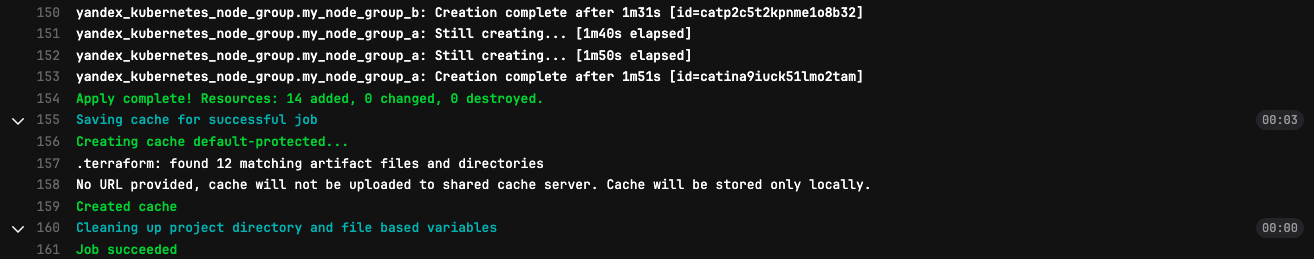 150 yandex_kubernetes_node_group.my_node_group_b: Creation complete after 1m31s [id=catp2c5t2kpnme1o8b32]
151 yandex_kubernetes_node_group.my_node_group_a: Still creating... [1m40s elapsed]
152 yandex_kubernetes_node_group.my_node_group_a: Still creating... [1m50s elapsed]
153 yandex_kubernetes_node_group.my_node_group_a: Creation complete after 1m51s [id=catina9iuck51lmo2tam]
154 Apply complete! Resources: 14 added, 0 changed, 0 destroyed.
155 Saving cache for successful job 00:03
156 Creating cache default-protected...
157 .terraform: found 12 matching artifact files and directories
158 No URL provided, cache will not be uploaded to shared cache server. Cache will be stored only locally.
159 Created cache
160 Cleaning up project directory and file based variables 00:00
161 Job succeeded